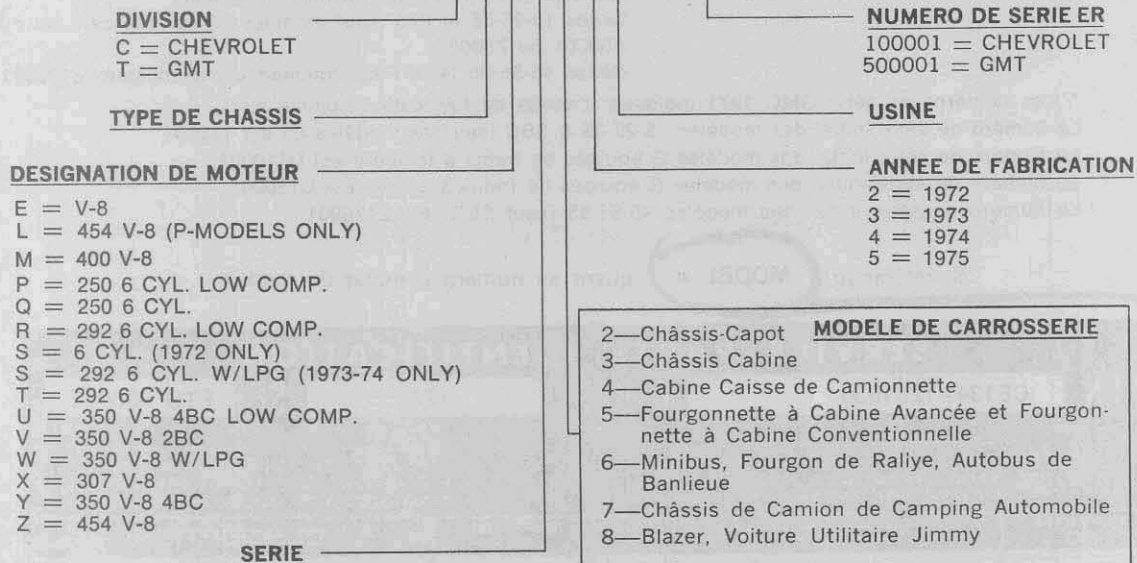 DIVISION
C = CHEVROLET
T = GMT
TYPE DE CHASSIS
DESIGNATION DE MOTEUR
E = V-8
L = 454 V-8 (P-MODELS ONLY)
M = 400 V-8
P = 250 6 CYL. LOW COMP.
Q = 250 6 CYL.
R = 292 6 CYL. LOW COMP.
S = 6 CYL. (1972 ONLY)
S = 292 6 CYL. W/LPG (1973-74 ONLY)
T = 292 6 CYL.
U = 350 V-8 4BC LOW COMP.
V = 350 V-8 2BC
W = 350 V-8 W/LPG
X = 307 V-8
Y = 350 V-8 4BC
Z = 454 V-8
SERIE
NUMERO DE SERIE ER
100001 = CHEVROLET
500001 = GMT
USINE
ANNEE DE FABRICATION
2 = 1972
3 = 1973
4 = 1974
5 = 1975
MODELE DE CARROSSERIE
2—Châssis-Capot
3—Châssis Cabine
4—Cabine Caisse de Camionnette
5—Fourgonnette à Cabine Avancée et Fourgon-
nette à Cabine Conventionnelle
6—Minibus, Fourgon de Raliye, Autobus de
Banlieue
7—Châssis de Camion de Camping Automobile
8—Blazer, Voiture Utilitaire Jimmy